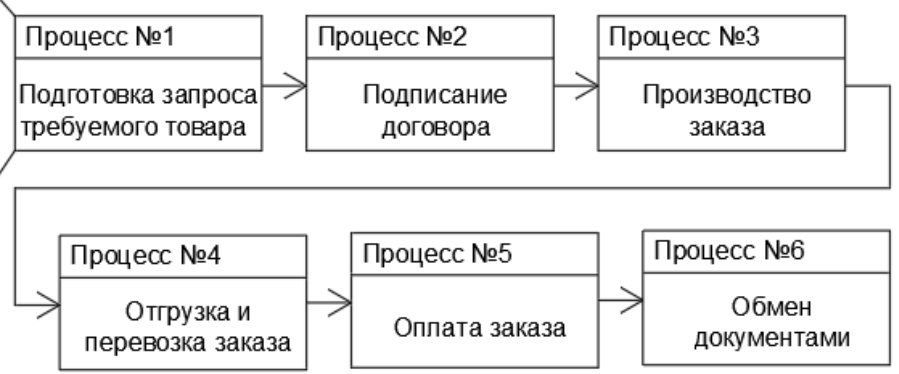 Процесс №1
Подготовка запроса
требуемого товара
Процесс №2
Подписание
договора
Процесс №3
Производство
заказа
Процесс №4
Отгрузка и
перевозка заказа
Процесс №5
Оплата заказа
Процесс №6
Обмен
документами